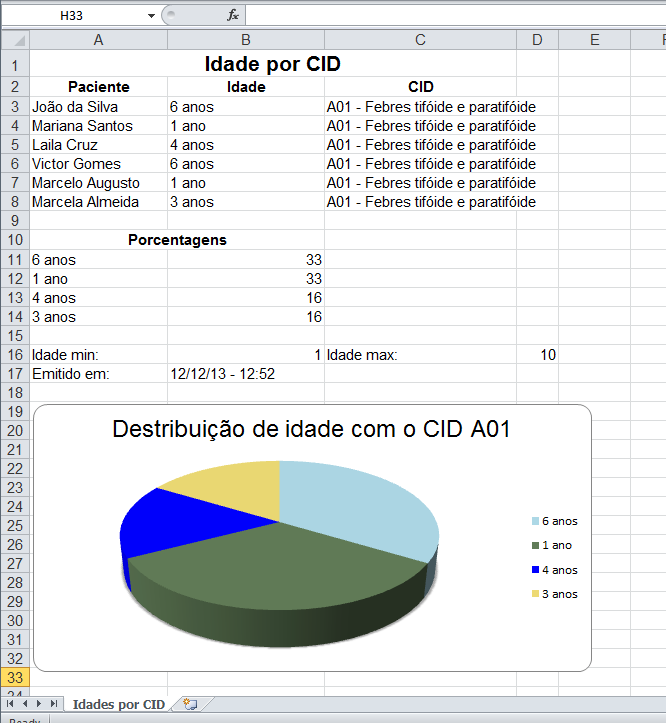 H33 fx
A B C D E F
1 Idade por CID
2 Paciente Idade CID
3 João da Silva 6 anos A01 - Febres tifóide e paratifóide
4 Mariana Santos 1 ano A01 - Febres tifóide e paratifóide
5 Laila Cruz 4 anos A01 - Febres tifóide e paratifóide
6 Victor Gomes 6 anos A01 - Febres tifóide e paratifóide
7 Marcelo Augusto 1 ano A01 - Febres tifóide e paratifóide
8 Marcela Almeida 3 anos A01 - Febres tifóide e paratifóide
9
10 Porcentagens
11 6 anos 33
12 1 ano 33
13 4 anos 16
14 3 anos 16
15
16 Idade min: 1 Idade max: 10
17 Emitido em: 12/12/13 - 12:52
18
19
20 Destribuição de idade com o CID A01
21
22
23
24
25 6 anos
26 1 ano
27
28 4 anos
29 3 anos
30
31
32
33
24
Idades por CID
Ready